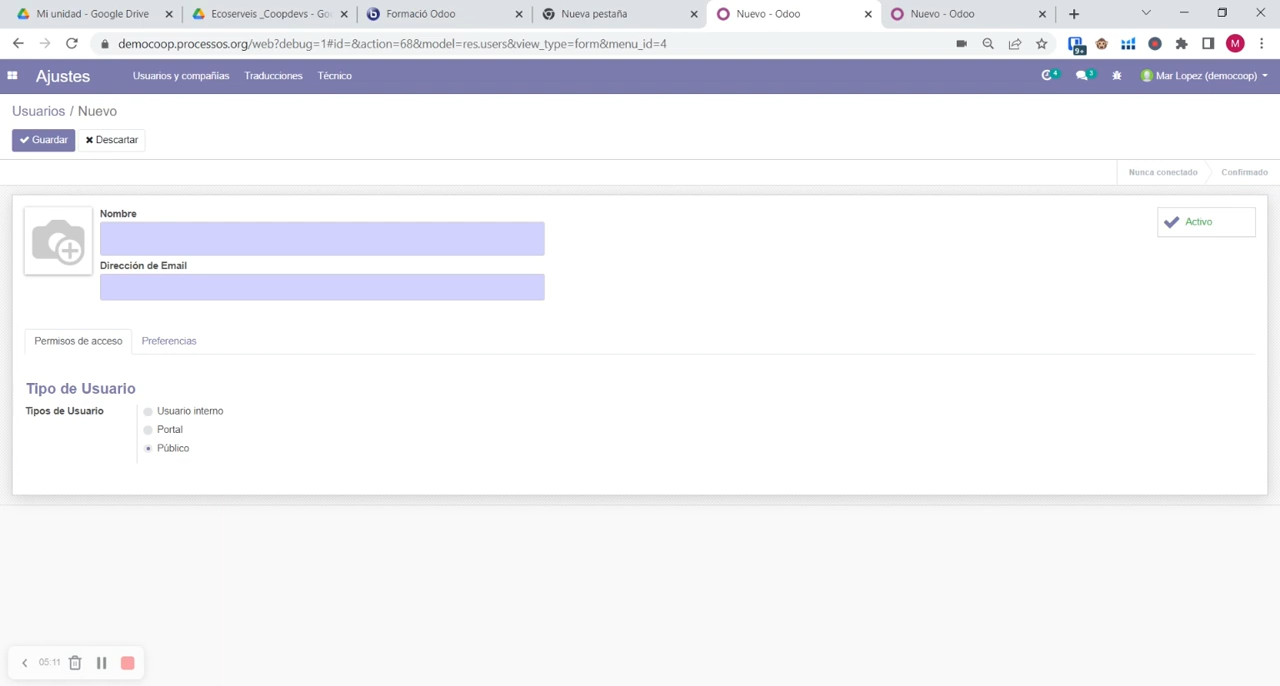 Mi unidad - Google Drive
Ecoserveis _Coopdevs - Go
Formació Odoo
Nueva pestaña
Nuevo - Odoo
Nuevo - Odoo
democoop.processos.org/web?debug=1#id=&action=68&model=res.users&view_type=form&menu_id=4
9+
M
Ajustes
Usuarios y compañias
Traducciones
Técnico
4
3
Mar Lopez (democoop)
Usuarios / Nuevo
Guardar
Descartar
Nunca conectado
Confirmado
Nombre
Activo
Dirección de Email
Permisos de acceso
Preferencias
Tipo de Usuario
Tipos de Usuario
Usuario interno
Portal
Público
05:11